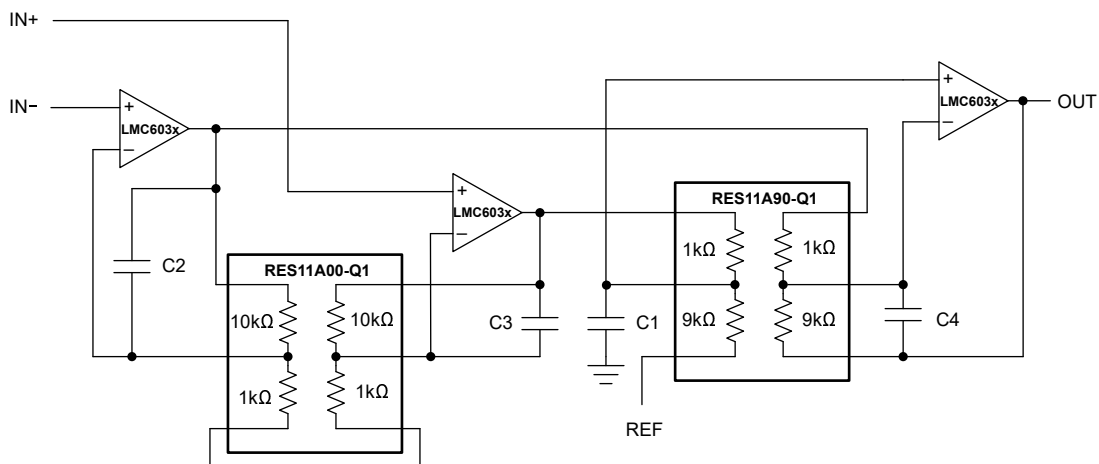 IN+
IN−
+
LMC603x
−
+
LMC603x
−
+
LMC603x
−
OUT
RES11A90-Q1
1kΩ
1kΩ
9kΩ
9kΩ
C2
RES11A00-Q1
10kΩ
10kΩ
1kΩ
1kΩ
C3
C1
C4
REF